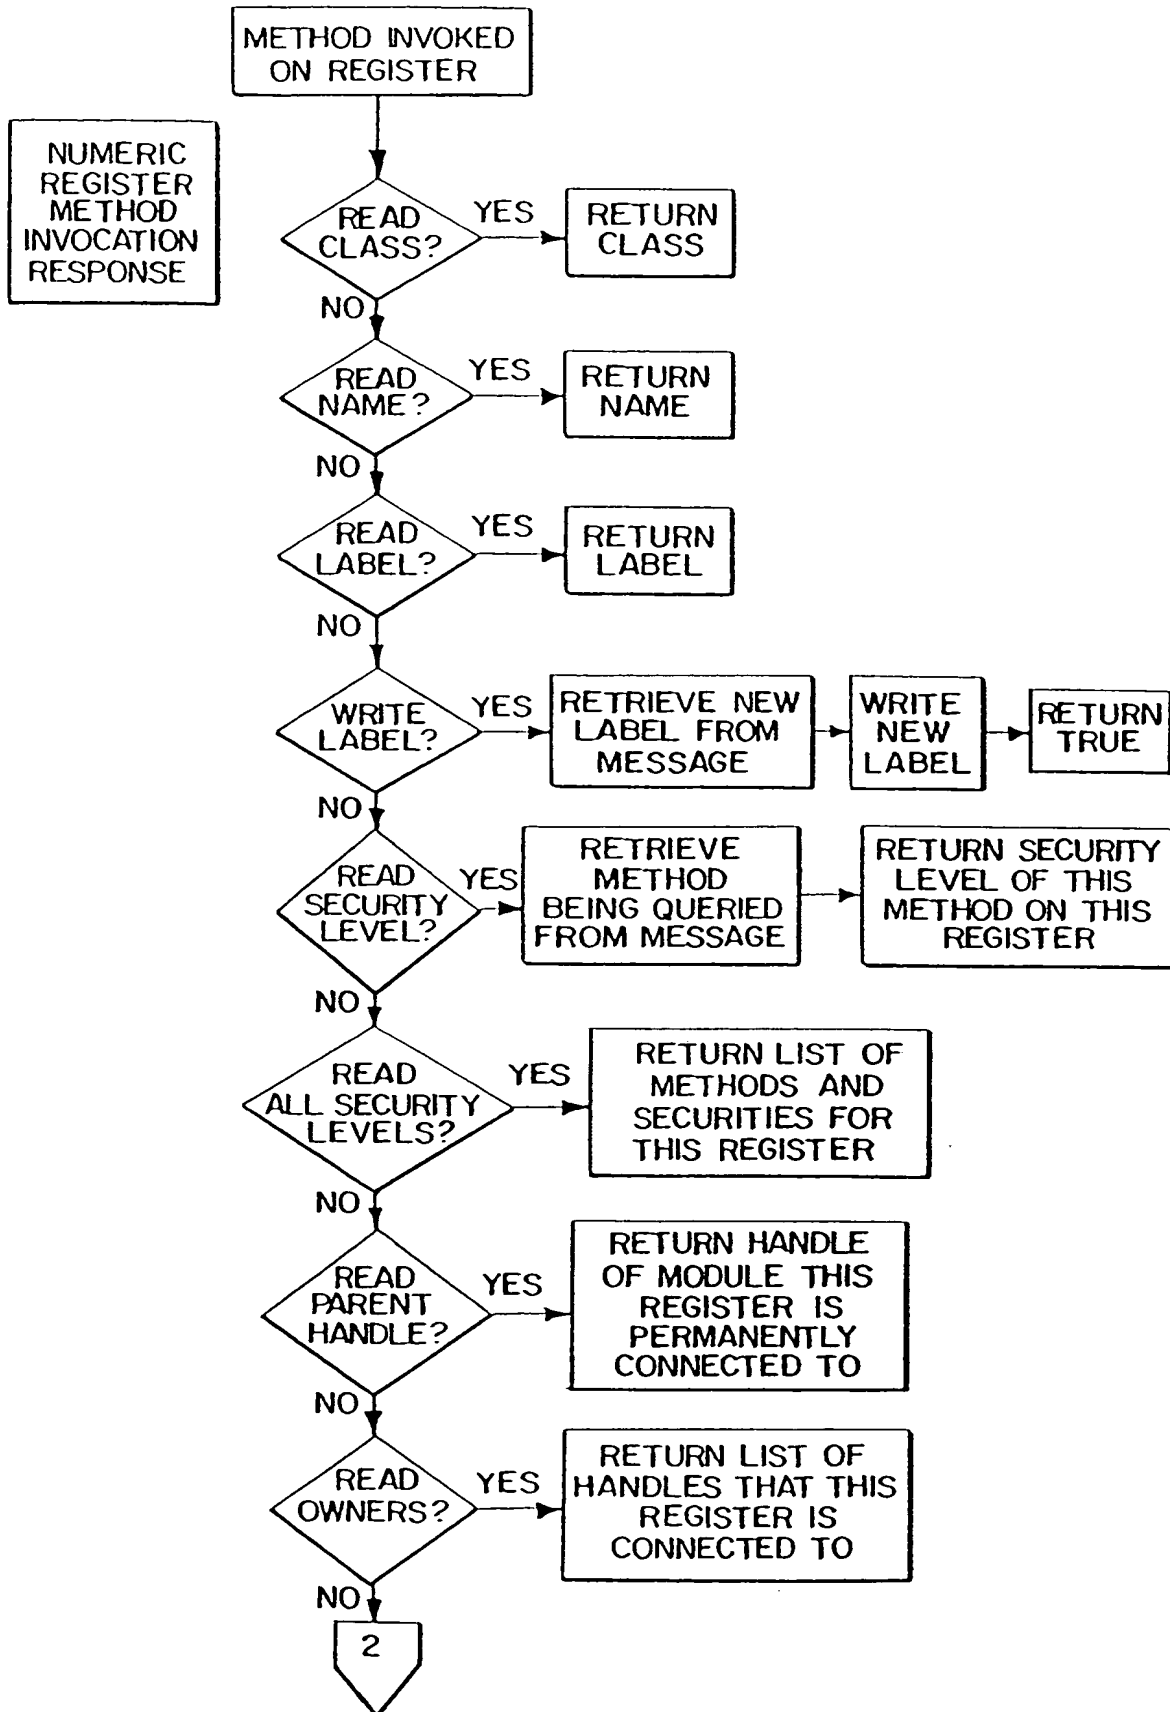 METHOD INVOKED
ON REGISTER
NUMERIC
REGISTER
METHOD
INVOCATION
RESPONSE
READ
CLASS?
YES
RETURN
CLASS
NO
READ
NAME?
YES
RETURN
NAME
NO
READ
LABEL?
YES
RETURN
LABEL
NO
WRITE
LABEL?
YES
RETRIEVE NEW
LABEL FROM
MESSAGE
WRITE
NEW
LABEL
RETURN
TRUE
NO
READ
SECURITY
LEVEL?
YES
RETRIEVE
METHOD
BEING QUERIED
FROM MESSAGE
RETURN SECURITY
LEVEL OF THIS
METHOD ON THIS
REGISTER
NO
READ
ALL SECURITY
LEVELS?
YES
RETURN LIST OF
METHODS AND
SECURITIES FOR
THIS REGISTER
NO
READ
PARENT
HANDLE?
YES
RETURN HANDLE
OF MODULE THIS
REGISTER IS
PERMANENTLY
CONNECTED TO
NO
READ
OWNERS?
YES
RETURN LIST OF
HANDLES THAT THIS
REGISTER IS
CONNECTED TO
NO
2